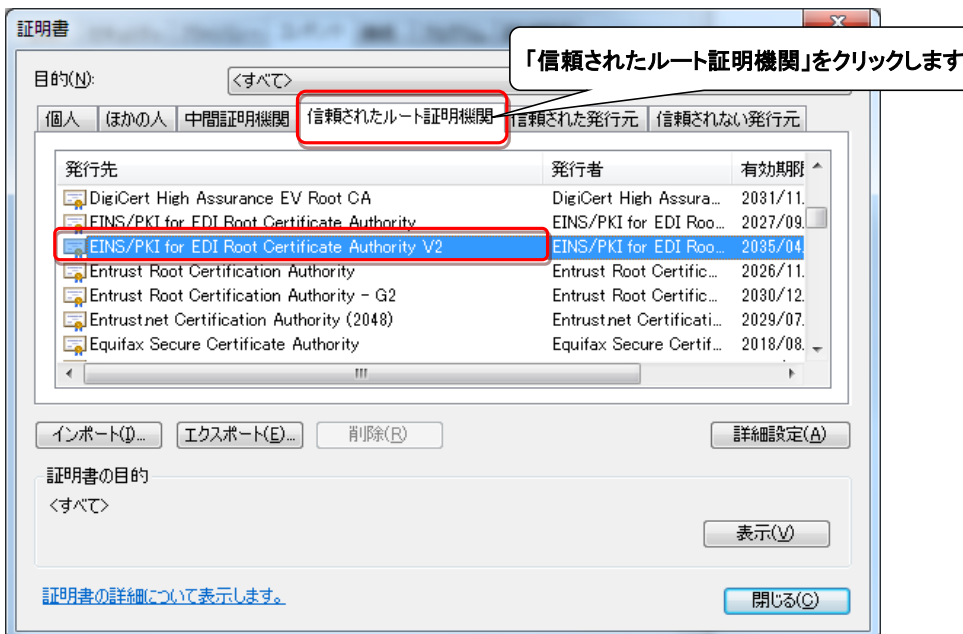 証明書
「信頼されたルート証明機関」をクリックします
目的(N):
<すべて>
個人 ほかの人 中間証明機関 信頼されたルート証明機関 信頼された発行元 信頼されない発行元
発行先 発行者 有効期限
DigiCert High Assurance EV Root CA DigiCert High Assura... 2031/11.
EINS/PKI for EDI Root Certificate Authority EINS/PKI for EDI Roo... 2027/09.
EINS/PKI for EDI Root Certificate Authority V2 EINS/PKI for EDI Roo... 2035/04.
Entrust Root Certification Authority Entrust Root Certific... 2026/11.
Entrust Root Certification Authority - G2 Entrust Root Certific... 2030/12.
Entrust.net Certification Authority (2048) Entrust.net Certificati... 2029/07.
Equifax Secure Certificate Authority Equifax Secure Certif... 2018/08.
インポート(I)... エクスポート(E)... 削除(R) 詳細設定(A)
証明書の目的
<すべて>
表示(V)
証明書の詳細について表示します。
閉じる(C)